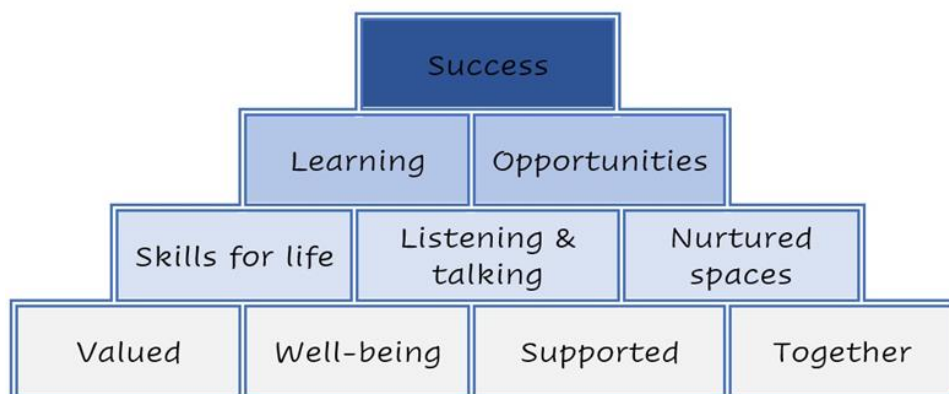 Success
Learning
Opportunities
Skills for life
Listening &
talking
Nurtured
spaces
Valued
Well-being
Supported
Together